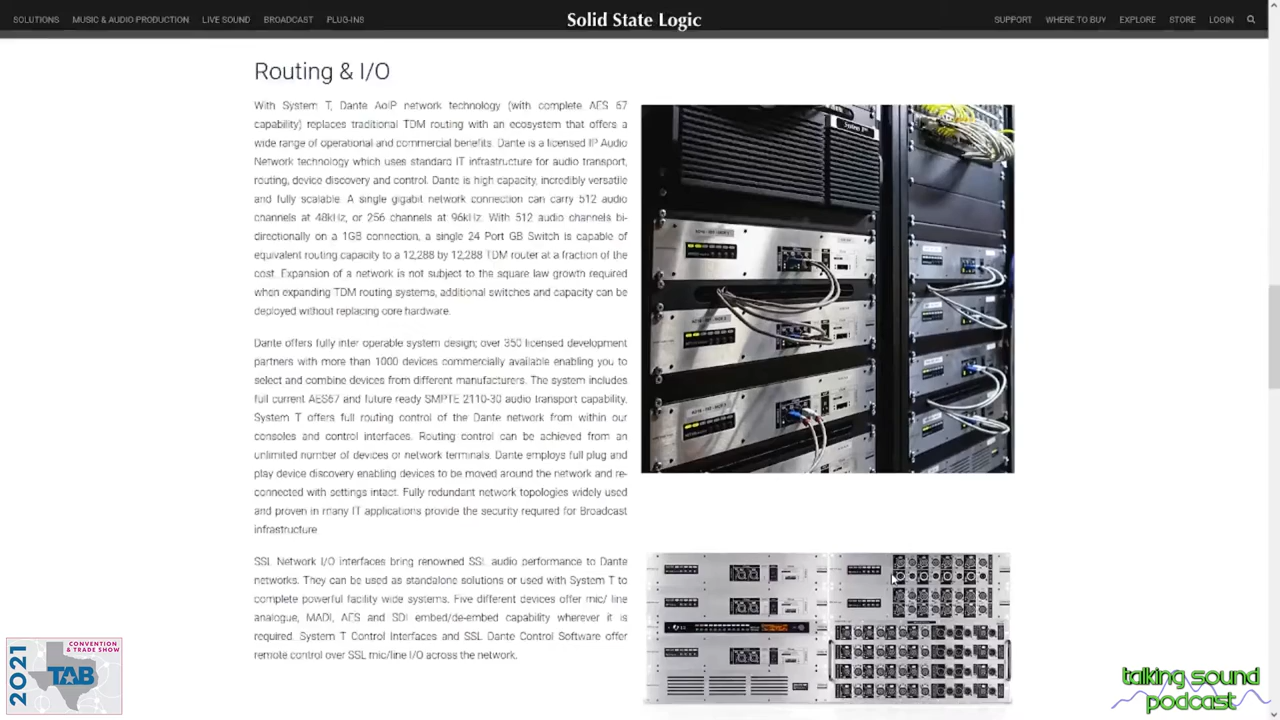 SOLUTIONS MUSIC & AUDIO PRODUCTION LIVE SOUND BROADCAST PLUG-INS Solid State Logic SUPPORT WHERE TO BUY EXPLORE STORE LOGIN
Routing & I/O
With System T, Dante AoIP network technology (with complete AES 67
capability) replaces traditional TDM routing with an ecosystem that offers a
wide range of operational and commercial benefits. Dante is a licensed IP Audio
Network technology which uses standard IT infrastructure for audio transport,
routing, device discovery and control. Dante is high capacity, incredibly versatile
and fully scalable. A single gigabit network connection can carry 512 audio
channels at 48kHz, or 256 channels at 96kHz. With 512 audio channels bi-
directionally on a 1GB connection, a single 24 Port GB Switch is capable of
equivalent routing capacity to a 12,288 by 12,288 TDM router at a fraction of the
cost. Expansion of a network is not subject to the square law growth required
when expanding TDM routing systems, additional switches and capacity can be
deployed without replacing core hardware.
Dante offers fully inter operable system design; over 350 licensed development
partners with more than 1000 devices commercially available enabling you to
select and combine devices from different manufacturers. The system includes
full current AES67 and future ready SMPTE 2110-30 audio transport capability.
System T offers full routing control of the Dante network from within our
consoles and control interfaces. Routing control can be achieved from an
unlimited number of devices or network terminals. Dante employs full plug and
play device discovery enabling devices to be moved around the network and re-
connected with settings intact. Fully redundant network topologies widely used
and proven in many IT applications provide the security required for Broadcast
infrastructure
SSL Network I/O interfaces bring renowned SSL audio performance to Dante
networks. They can be used as standalone solutions or used with System T to
complete powerful facility wide systems. Five different devices offer mic/ line
analogue, MADI, AES and SDI embed/de-embed capability wherever it is
required. System T Control Interfaces and SSL Dante Control Software offer
remote control over SSL mic/line I/O across the network.
2021
CONVENTION
& TRADE SHOW
TAB
talking sound
podcast